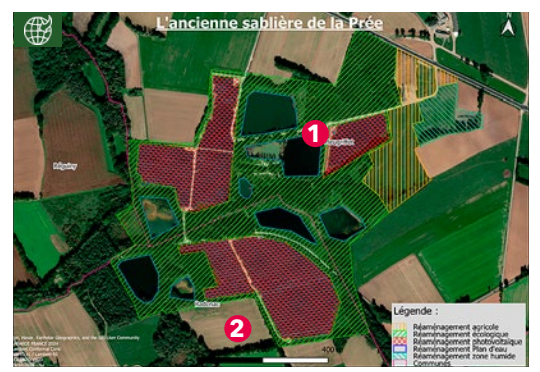 L'ancienne sablière de la Prée
N
1
Réguiny
2
400
Légende :
Réaménagement agricole
Réaménagement écologique
Réaménagement photovoltaïque
Réaménagement Plan d'eau
Réaménagement zone humide
Communes